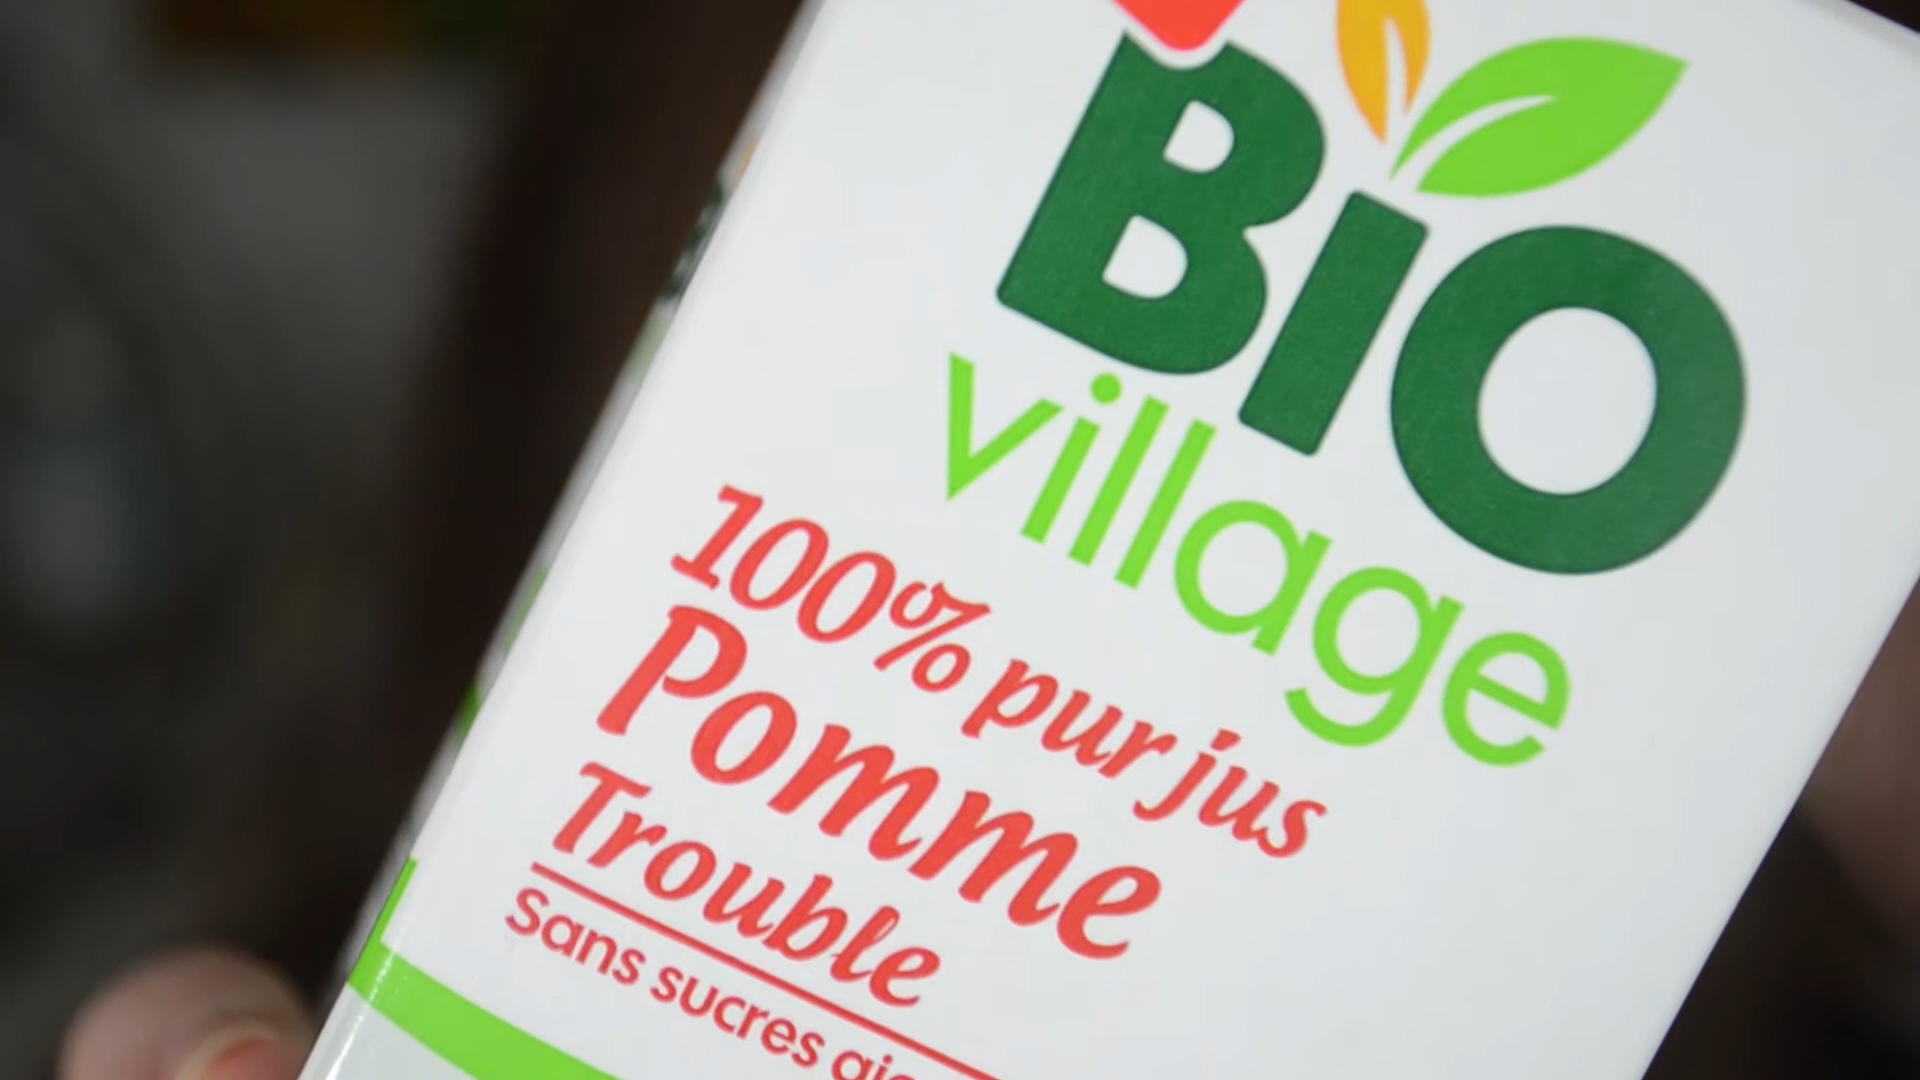 BIO
village
100% pur jus
Pomme
Trouble
Sans sucres